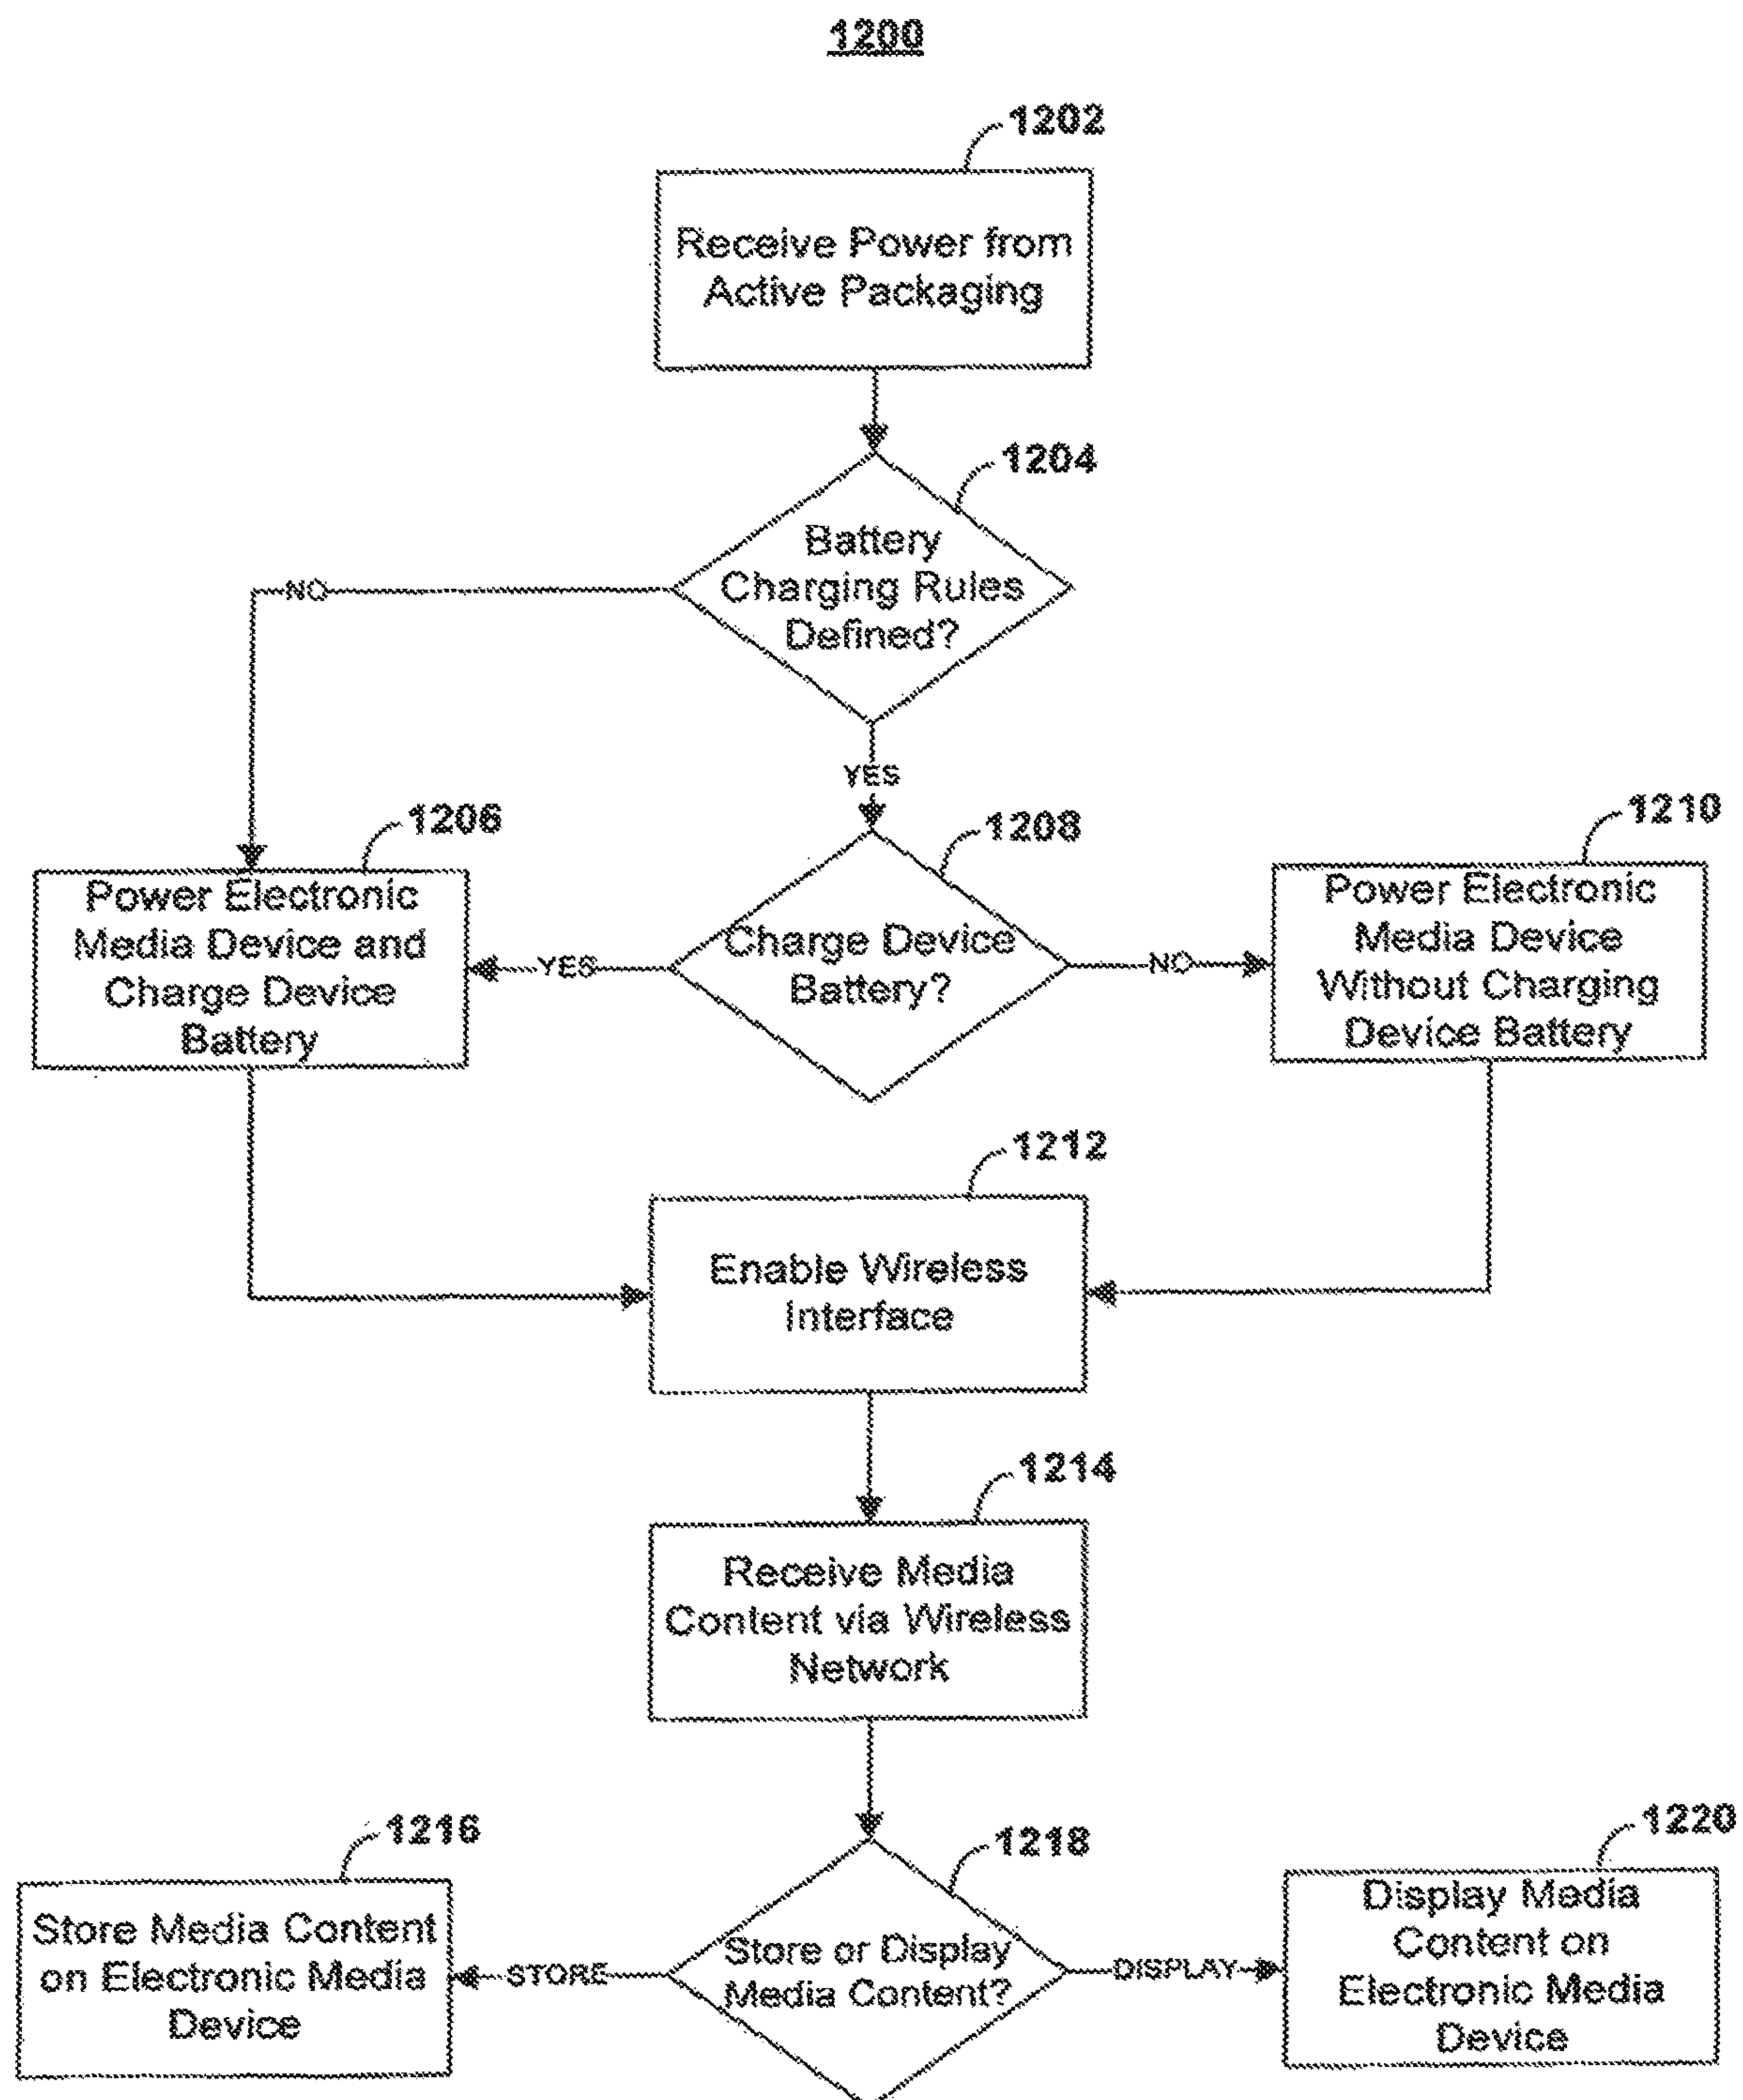 1200
1202
Receive Power from
Active Packaging
1204
Battery
Charging Rules
Defined?
NO
YES
1206
Power Electronic
Media Device and
Charge Device
Battery
1208
Charge Device
Battery?
YES
NO
1210
Power Electronic
Media Device
Without Charging
Device Battery
1212
Enable Wireless
Interface
1214
Receive Media
Content via Wireless
Network
1216
Store Media Content
on Electronic Media
Device
1218
Store or Display
Media Content?
STORE
DISPLAY
1220
Display Media
Content on
Electronic Media
Device